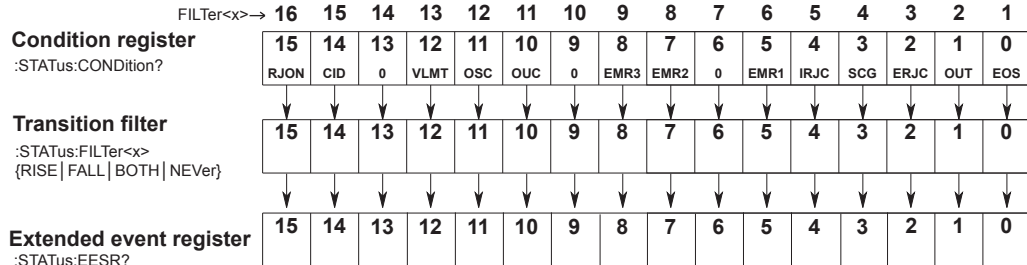 FILTer<x>→ 16 15 14 13 12 11 10 9 8 7 6 5 4 3 2 1
Condition register
:STATus:CONDition?
15 14 13 12 11 10 9 8 7 6 5 4 3 2 1 0
RJON CID 0 VLMT OSC OUC 0 EMR3 EMR2 0 EMR1 IRJC SCG ERJC OUT EOS
Transition filter
:STATus:FILTer<x>
{RISE|FALL|BOTH|NEVer}
15 14 13 12 11 10 9 8 7 6 5 4 3 2 1 0
Extended event register
:STATus:EESR?
15 14 13 12 11 10 9 8 7 6 5 4 3 2 1 0